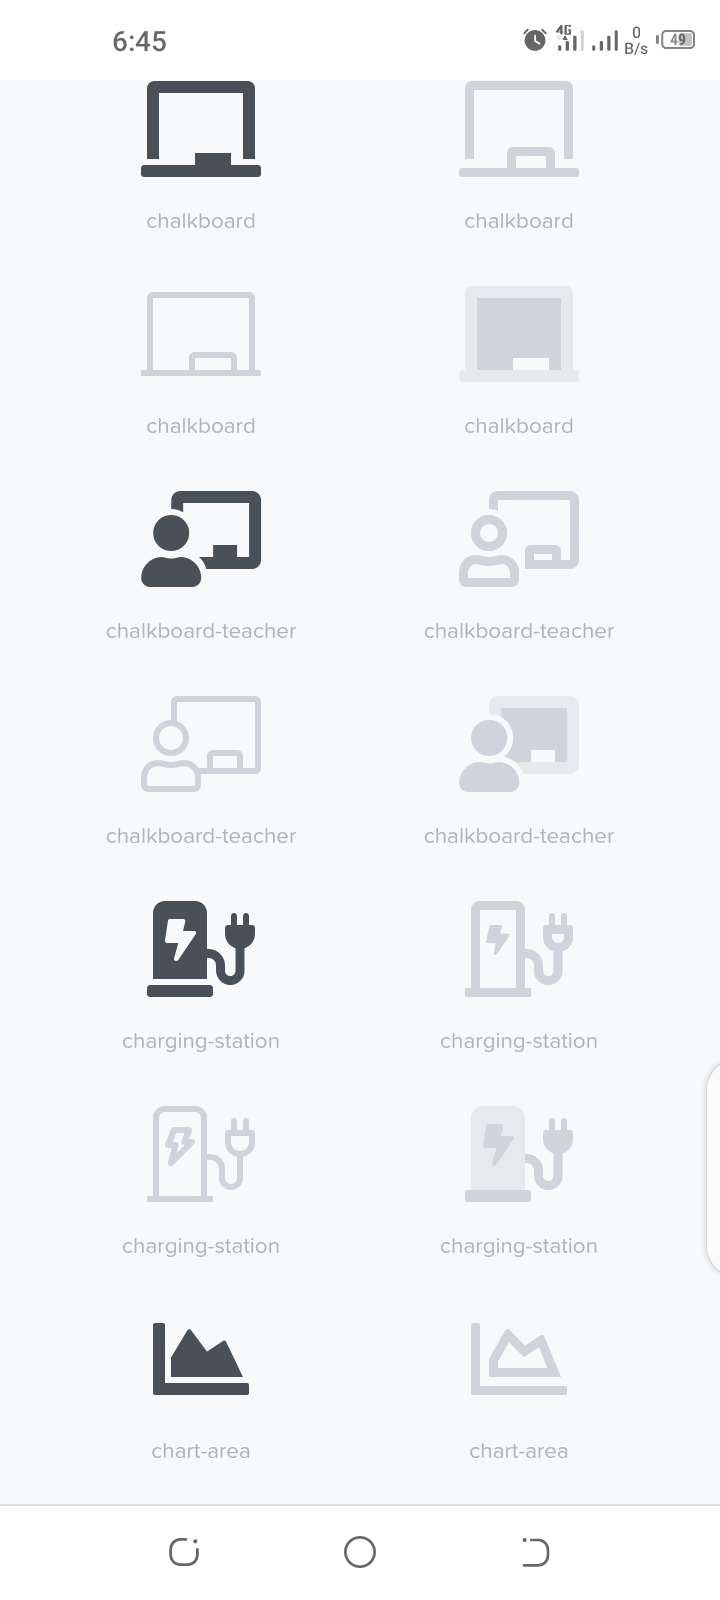 6:45
4G
0
B/s
49
chalkboard
chalkboard
chalkboard
chalkboard
chalkboard-teacher
chalkboard-teacher
chalkboard-teacher
chalkboard-teacher
charging-station
charging-station
charging-station
charging-station
chart-area
chart-area